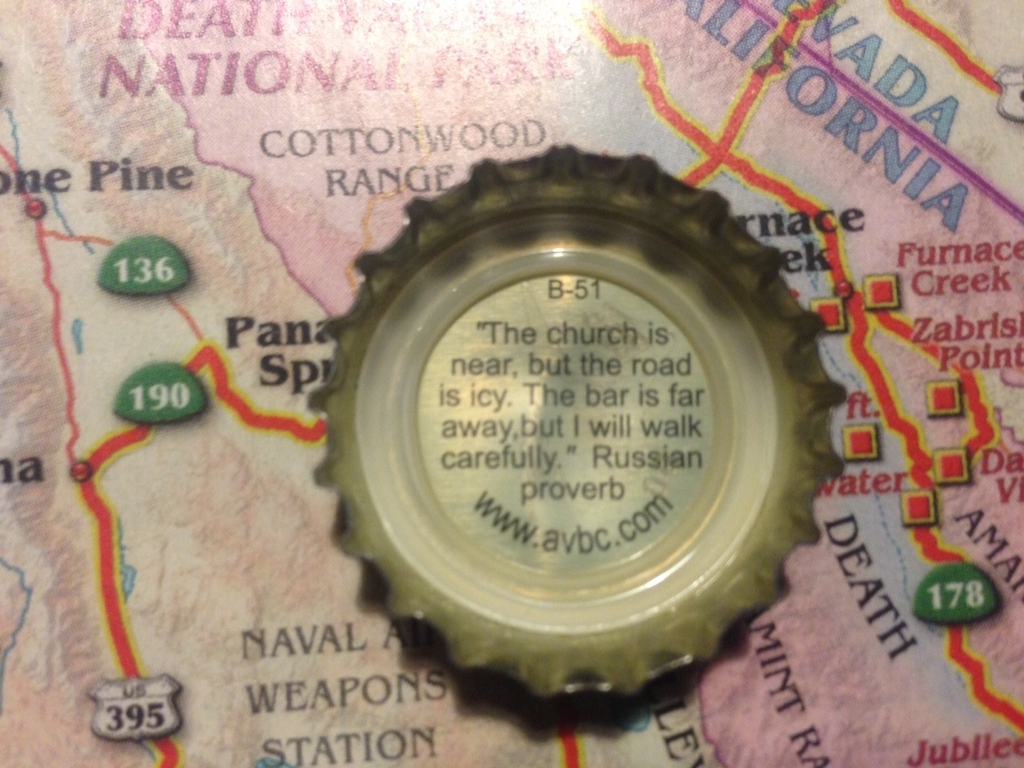 DEATH VALLEY
NATIONAL PARK
NEVADA
CALIFORNIA
COTTONWOOD
RANGE
Pine
136
190
395
US
178
Furnace
Creek
Point
DEATH
NAVAL
WEAPONS
STATION
B-51
"The church is
near, but the road
is icy. The bar is far
away,but I will walk
carefully." Russian
proverb
www.avbc.com